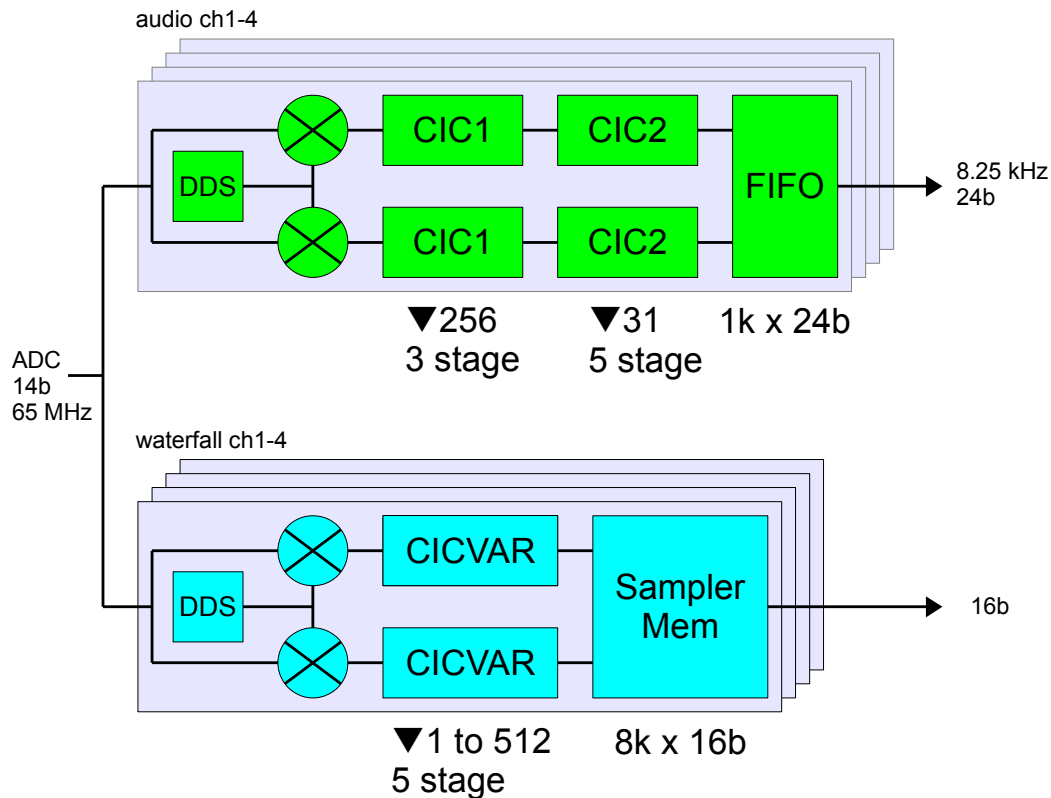 audio ch1-4
DDS
CIC1
CIC2
CIC1
CIC2
FIFO
8.25 kHz
24b
▼256
3 stage
▼31
5 stage
1k x 24b
ADC
14b
65 MHz
waterfall ch1-4
DDS
CICVAR
CICVAR
Sampler
Mem
16b
▼1 to 512
5 stage
8k x 16b